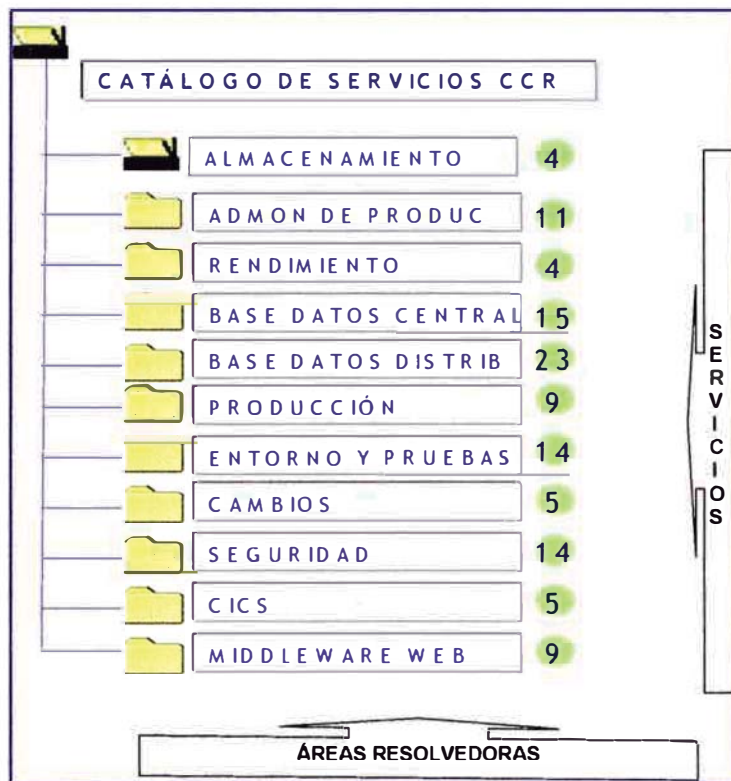 CATÁLOGO DE SERVICIOS CCR
ALMACENAMIENTO 4
ADMON DE PRODUC 11
RENDIMIENTO 4
BASE DATOS CENTRAL 15
BASE DATOS DISTRIB 23
PRODUCCIÓN 9
ENTORNO Y PRUEBAS 14
CAMBIOS 5
SEGURIDAD 14
CICS 5
MIDDLEWARE WEB 9
SERVICIOS
ÁREAS RESOLVEDORAS